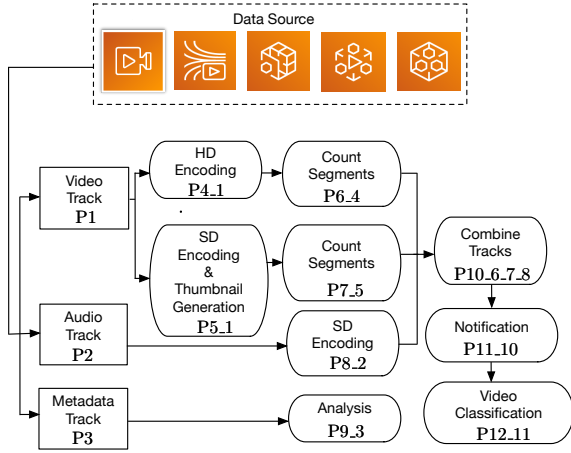 Data Source
Video
Track
P1
HD
Encoding
P4_1
Count
Segments
P6_4
SD
Encoding
&
Thumbnail
Generation
P5_1
Count
Segments
P7_5
Combine
Tracks
P10_6_7_8
Audio
Track
P2
SD
Encoding
P8_2
Notification
P11_10
Metadata
Track
P3
Analysis
P9_3
Video
Classification
P12_11